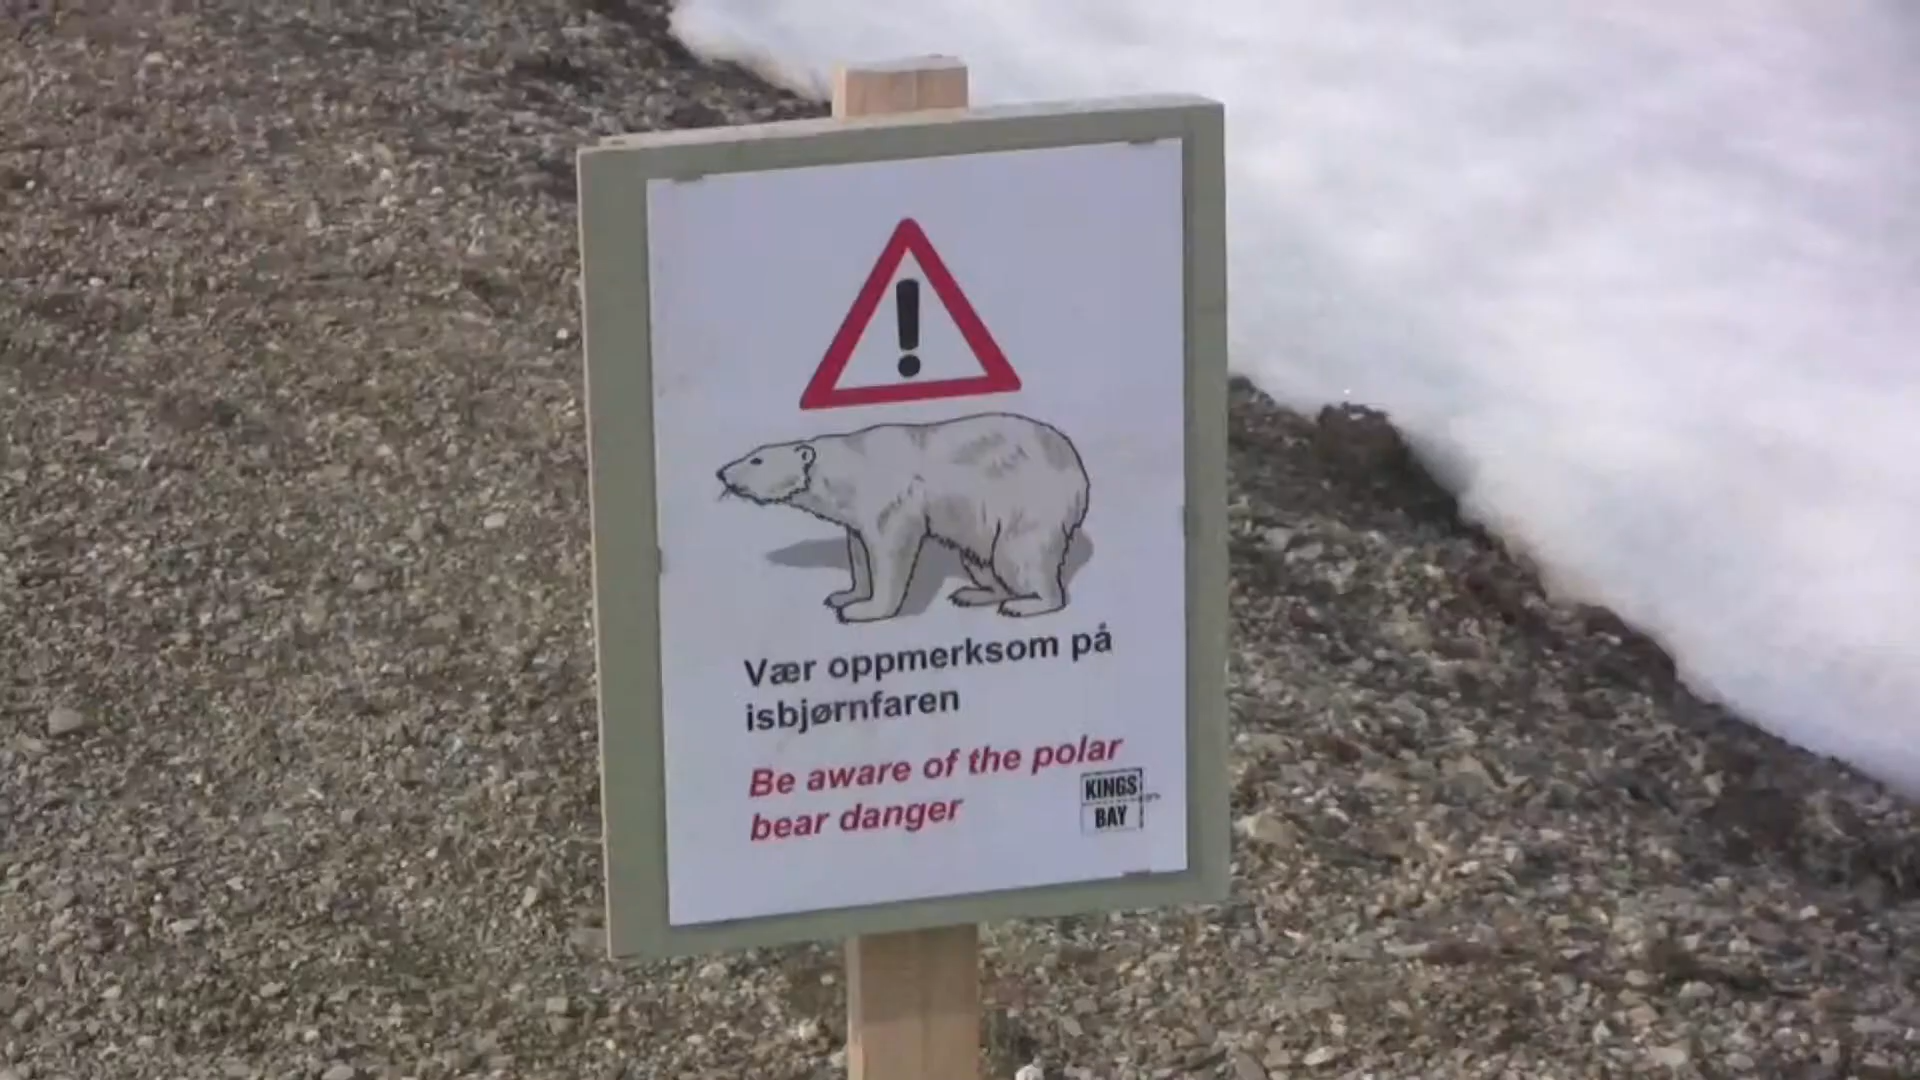 Vær oppmerksom på
isbjørnfaren
Be aware of the polar
bear danger
KINGS
BAY